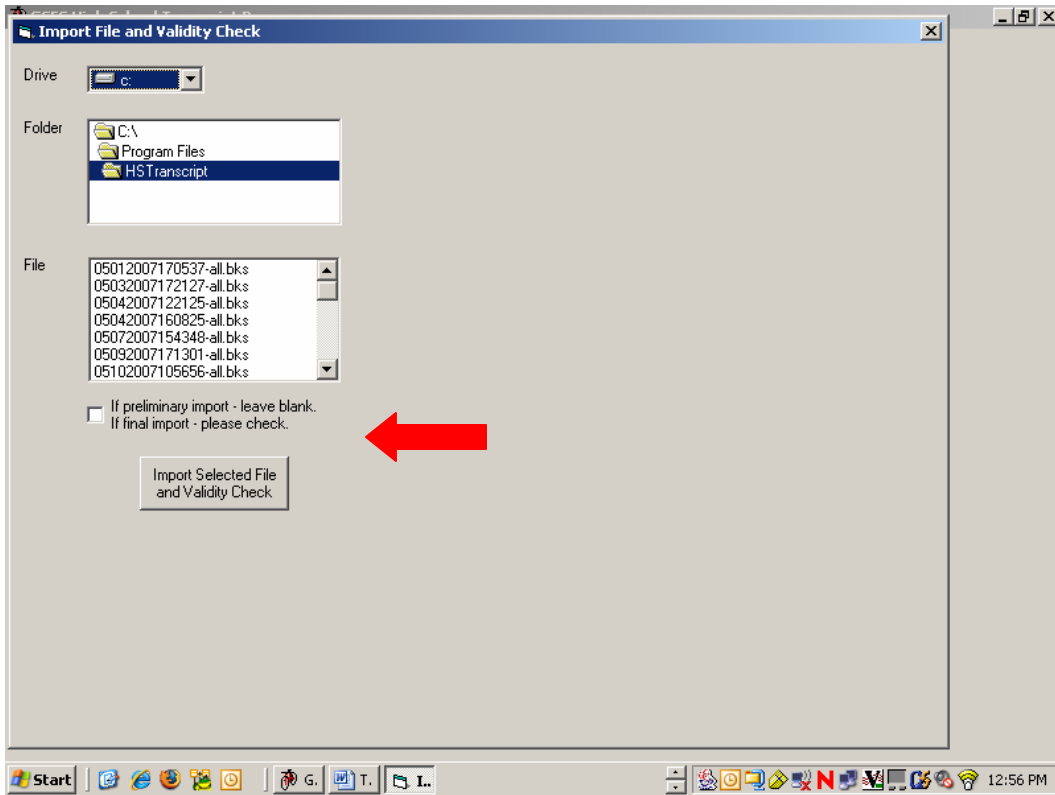 Import File and Validity Check
Drive
c:
Folder
C:\
Program Files
HSTranscript
File
05012007170537-all.bks
05032007172127-all.bks
05042007122125-all.bks
05042007160825-all.bks
05072007154348-all.bks
05092007171301-all.bks
05102007105656-all.bks
If preliminary import - leave blank.
If final import - please check.
Import Selected File
and Validity Check
Start
G.
T.
I..
N
12:56 PM